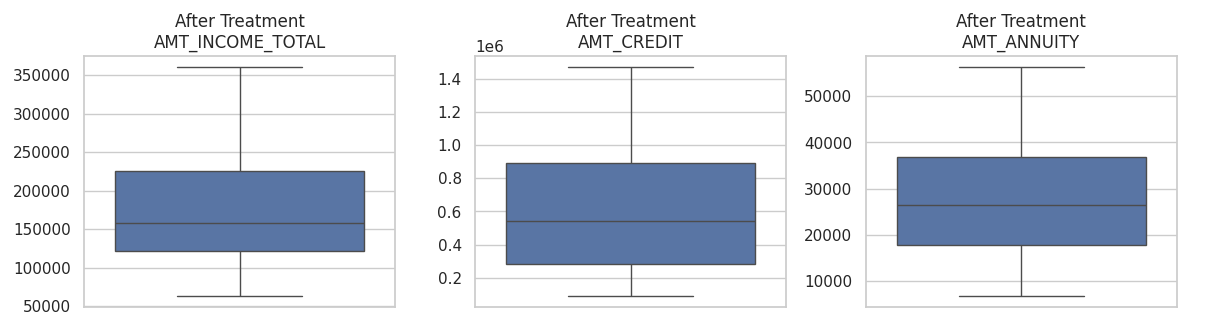 After Treatment
AMT_INCOME_TOTAL
350000
300000
250000
200000
150000
100000
50000
After Treatment
AMT_CREDIT
1e6
1.4
1.2
1.0
0.8
0.6
0.4
0.2
After Treatment
AMT_ANNUITY
50000
40000
30000
20000
10000